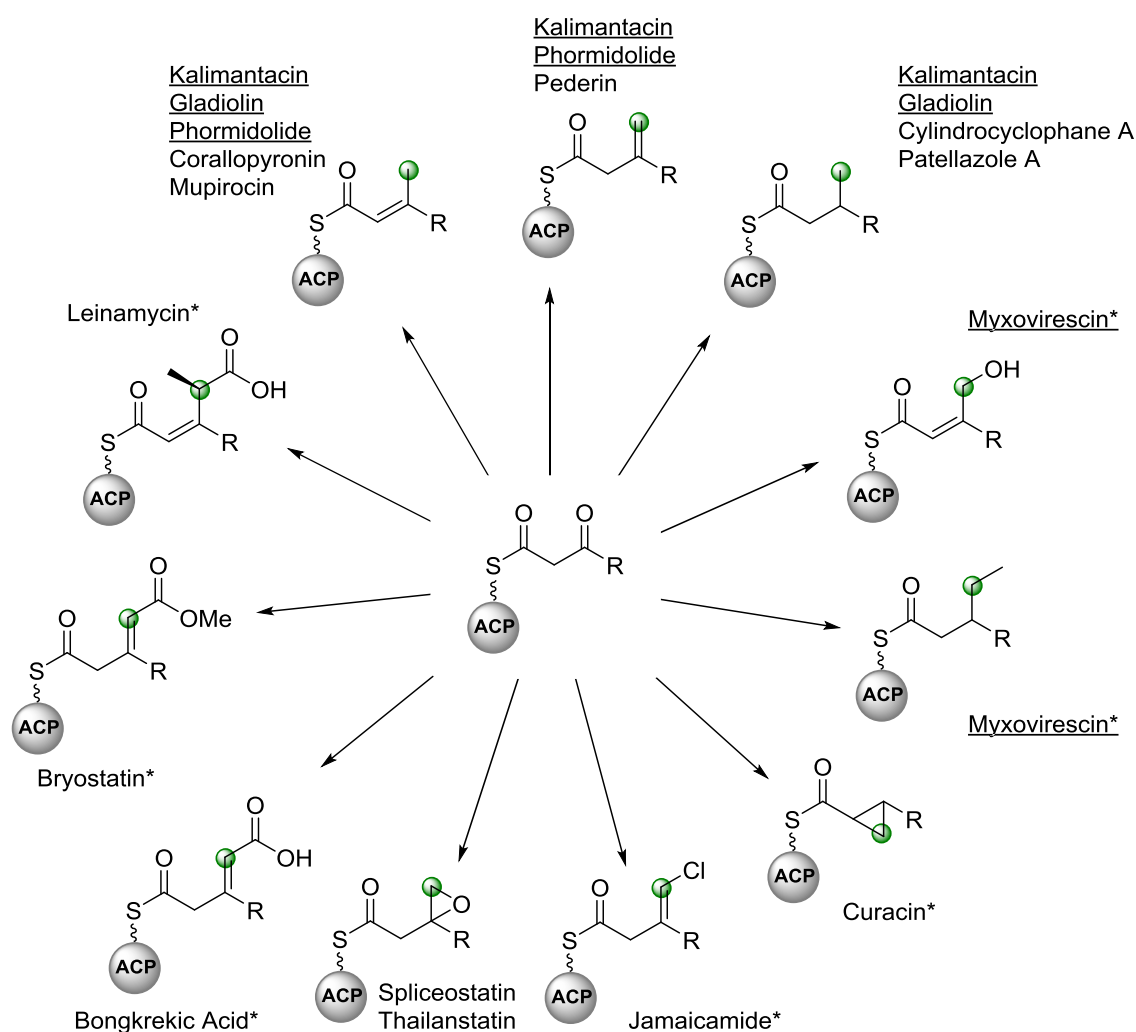 Kalimantacin
Phormidolide
Pederin
O
S
R
ACP
Kalimantacin
Gladiolin
Phormidolide
Corallopyronin
Mupirocin
O
S
R
ACP
Kalimantacin
Gladiolin
Cylindrocyclophane A
Patellazole A
O
S
R
ACP
Leinamycin*
O
O
OH
S
R
ACP
Myxovirescin*
O
OH
S
R
ACP
O
O
S
R
ACP
O
O
OMe
S
R
ACP
Bryostatin*
O
S
R
ACP
Myxovirescin*
O
O
OH
S
R
ACP
Bongkrekic Acid*
O
O
S
R
ACP
Spliceostatin
Thailanstatin
O
Cl
S
R
ACP
Jamaicamide*
O
S
R
ACP
Curacin*